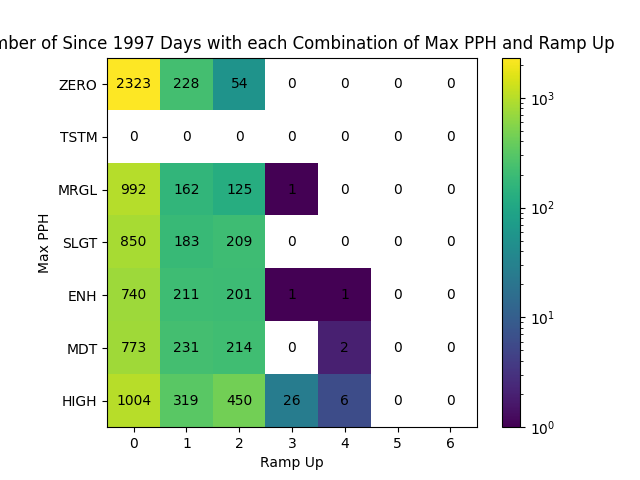 mber of Since 1997 Days with each Combination of Max PPH and Ramp Up
ZERO 2323 228 54 0 0 0 0
TSTM 0 0 0 0 0 0 0
MRGL 992 162 125 1 0 0 0
SLGT 850 183 209 0 0 0 0
ENH 740 211 201 1 1 0 0
MDT 773 231 214 0 2 0 0
HIGH 1004 319 450 26 6 0 0
0 1 2 3 4 5 6
Ramp Up
Max PPH
10³
10²
10¹
10⁰